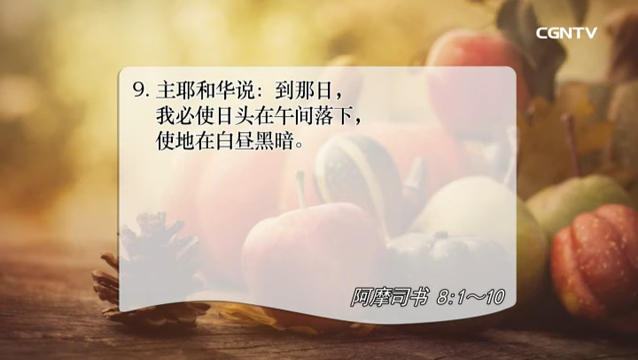 CGNTV
9. 主耶和华说：到那日，
我必使日头在午间落下，
使地在白昼黑暗。
阿摩司书 8:1～10